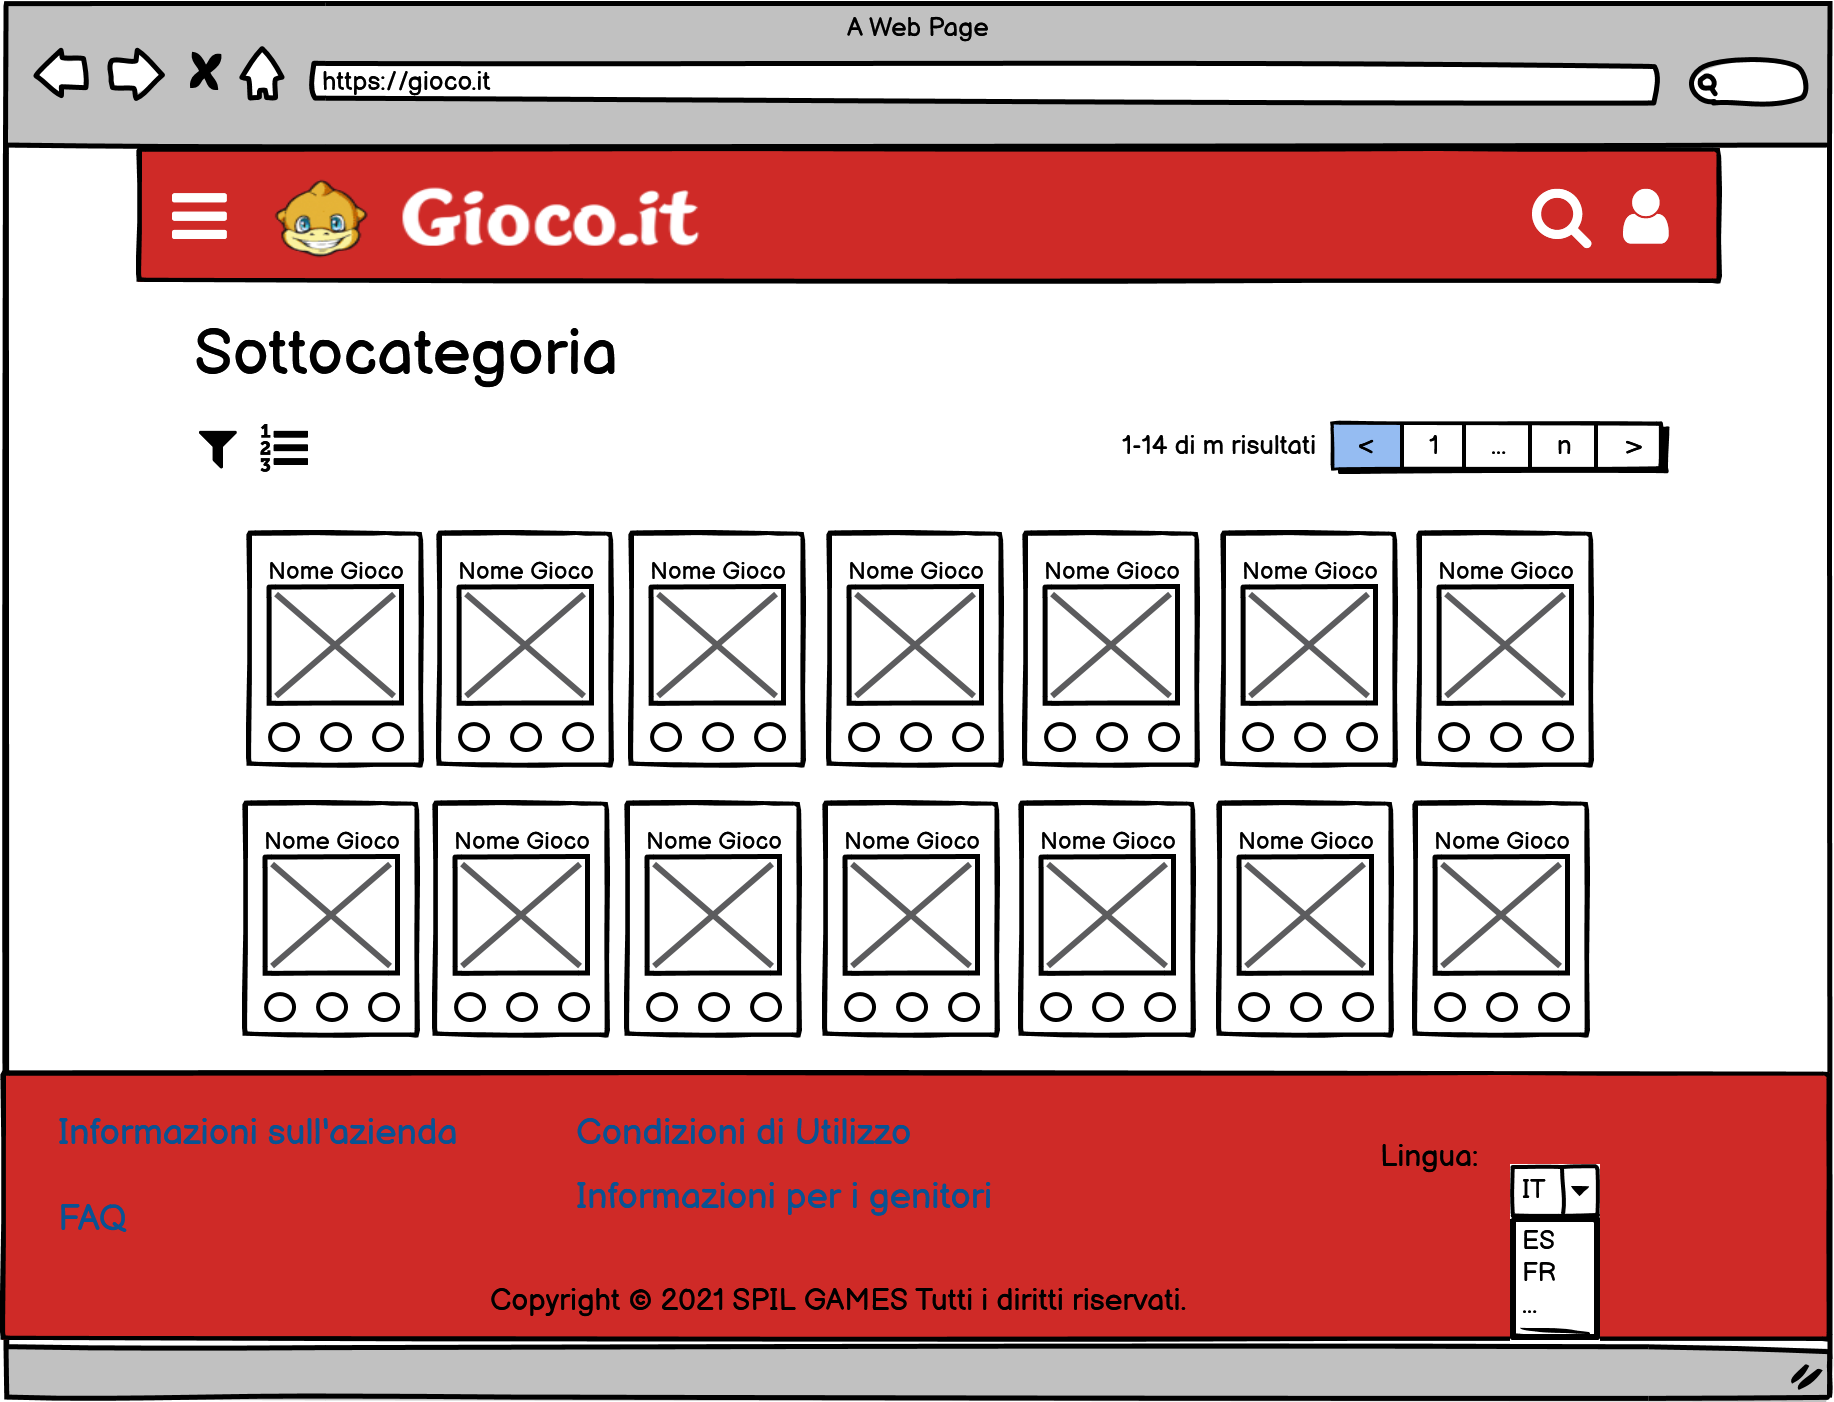 A Web Page
https://gioco.it
Gioco.it
Sottocategoria
1
2
3
1-14 di m risultati < 1 ... n >
Nome Gioco Nome Gioco Nome Gioco Nome Gioco Nome Gioco Nome Gioco Nome Gioco
Nome Gioco Nome Gioco Nome Gioco Nome Gioco Nome Gioco Nome Gioco Nome Gioco
Informazioni sull'azienda Condizioni di Utilizzo
Lingua:
FAQ Informazioni per i genitori
IT
ES
FR
...
Copyright © 2021 SPIL GAMES Tutti i diritti riservati.